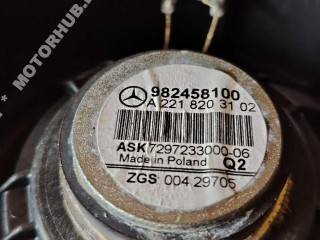 982458100
A 221 820 31 02
ASK 7297233000-06
Made in Poland Q2
ZGS 004 29705
MOTORHUB.B